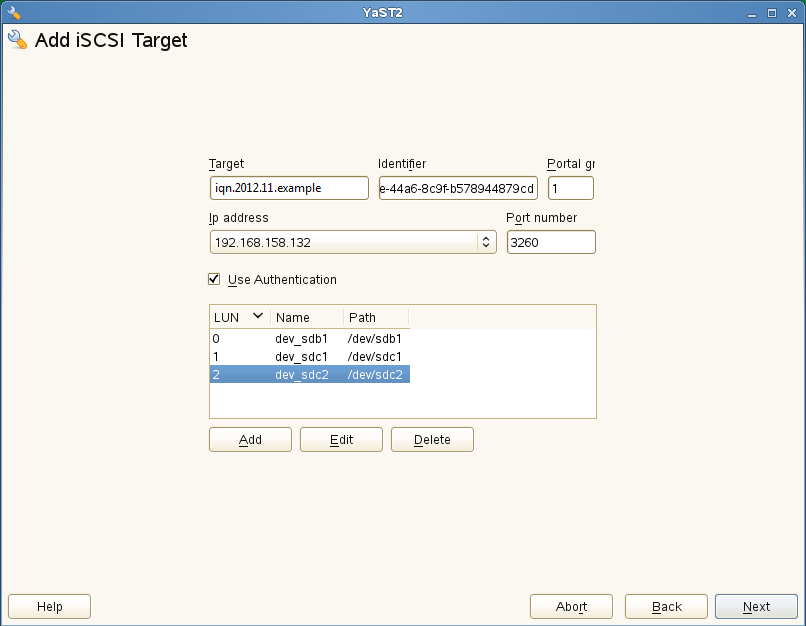 YaST2
Add iSCSI Target
Target Identifier Portal gr
iqn.2012.11.example e-44a6-8c9f-b578944879cd 1
Ip address Port number
192.168.158.132 3260
Use Authentication
LUN Name Path
0 dev_sdb1 /dev/sdb1
1 dev_sdc1 /dev/sdc1
2 dev_sdc2 /dev/sdc2
Add Edit Delete
Help Abort Back Next